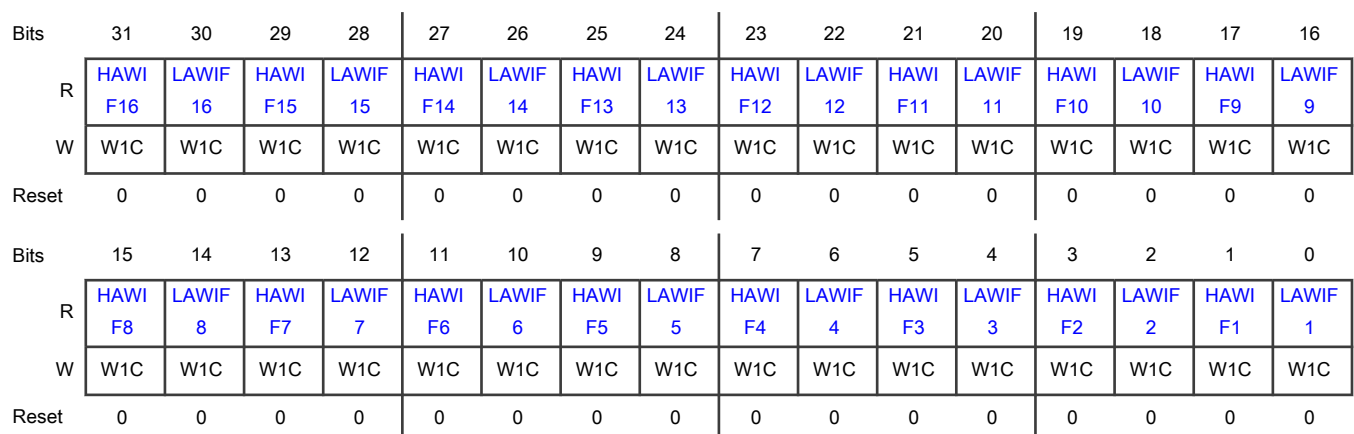 Bits 31 30 29 28 27 26 25 24 23 22 21 20 19 18 17 16
R HAWI LAWIF HAWI LAWIF HAWI LAWIF HAWI LAWIF HAWI LAWIF HAWI LAWIF HAWI LAWIF HAWI LAWIF
F16 16 F15 15 F14 14 F13 13 F12 12 F11 11 F10 10 F9 9
W W1C W1C W1C W1C W1C W1C W1C W1C W1C W1C W1C W1C W1C W1C W1C W1C
Reset 0 0 0 0 0 0 0 0 0 0 0 0 0 0 0 0
Bits 15 14 13 12 11 10 9 8 7 6 5 4 3 2 1 0
R HAWI LAWIF HAWI LAWIF HAWI LAWIF HAWI LAWIF HAWI LAWIF HAWI LAWIF HAWI LAWIF HAWI LAWIF
F8 8 F7 7 F6 6 F5 5 F4 4 F3 3 F2 2 F1 1
W W1C W1C W1C W1C W1C W1C W1C W1C W1C W1C W1C W1C W1C W1C W1C W1C
Reset 0 0 0 0 0 0 0 0 0 0 0 0 0 0 0 0